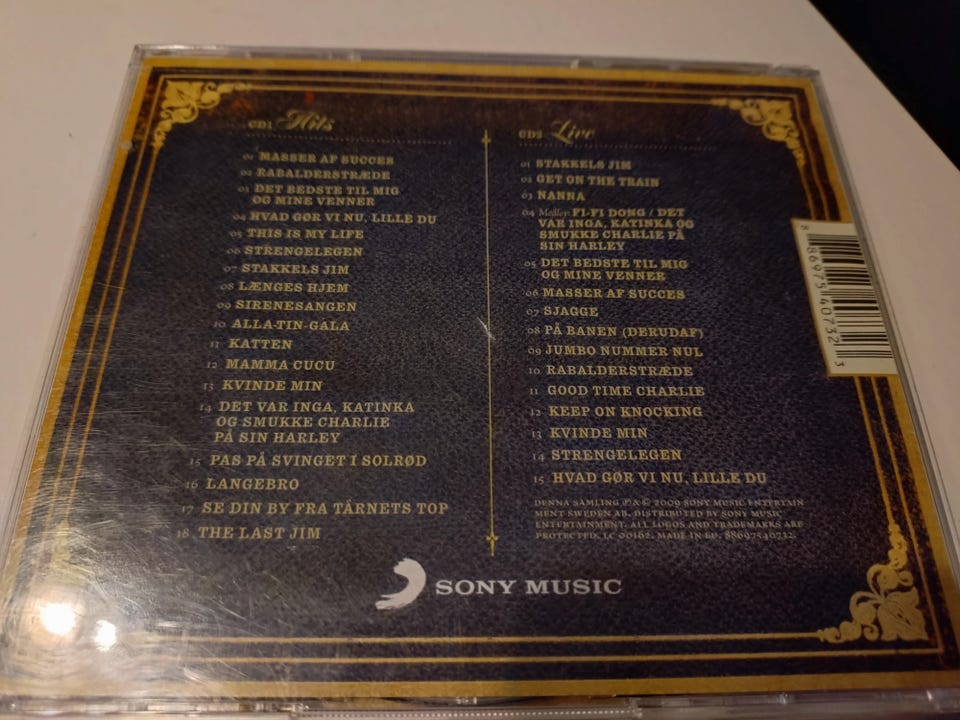 CD1 Hits
01 MASSER AF SUCCES
02 RABALDERSTRÆDE
03 DET BEDSTE TIL MIG
OG MINE VENNER
04 HVAD GØR VI NU, LILLE DU
05 THIS IS MY LIFE
06 STRENGELEGEN
07 STAKKELS JIM
08 LÆNGES HJEM
09 SIRENESANGEN
10 ALLA-TIN-GALA
11 KATTEN
12 MAMMA CUCU
13 KVINDE MIN
14 DET VAR INGA, KATINKA
OG SMUKKE CHARLIE
PÅ SIN HARLEY
15 PAS PÅ SVINGET I SOLRØD
16 LANGEBRO
17 SE DIN BY FRA TÅRNETS TOP
18 THE LAST JIM
CD2 Live
01 STAKKELS JIM
02 GET ON THE TRAIN
03 NANNA
04 Medley: FI-FI DONG / DET
VAR INGA, KATINKA OG
SMUKKE CHARLIE PÅ
SIN HARLEY
05 DET BEDSTE TIL MIG
OG MINE VENNER
06 MASSER AF SUCCES
07 SJAGGE
08 PÅ BANEN (DERUDAF)
09 JUMBO NUMMER NUL
10 RABALDERSTRÆDE
11 GOOD TIME CHARLIE
12 KEEP ON KNOCKING
13 KVINDE MIN
14 STRENGELEGEN
15 HVAD GØR VI NU, LILLE DU
DENNA SAMLING ℗ & © 2009 SONY MUSIC ENTERTAIN
MENT SWEDEN AB. DISTRIBUTED BY SONY MUSIC
ENTERTAINMENT. ALL LOGOS AND TRADEMARKS ARE
PROTECTED. LC 00162. MADE IN EU. 88697540732.
SONY MUSIC
8 86975 40732 3